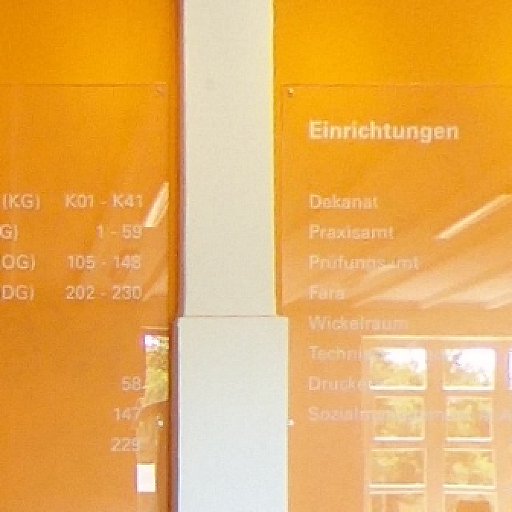 (KG) K01 - K41
G) 1 - 59
OG) 105 - 148
DG) 202 - 230
58
147
229
Einrichtungen
Dekanat
Praxisamt
Prüfungsamt
Fara
Wickelraum